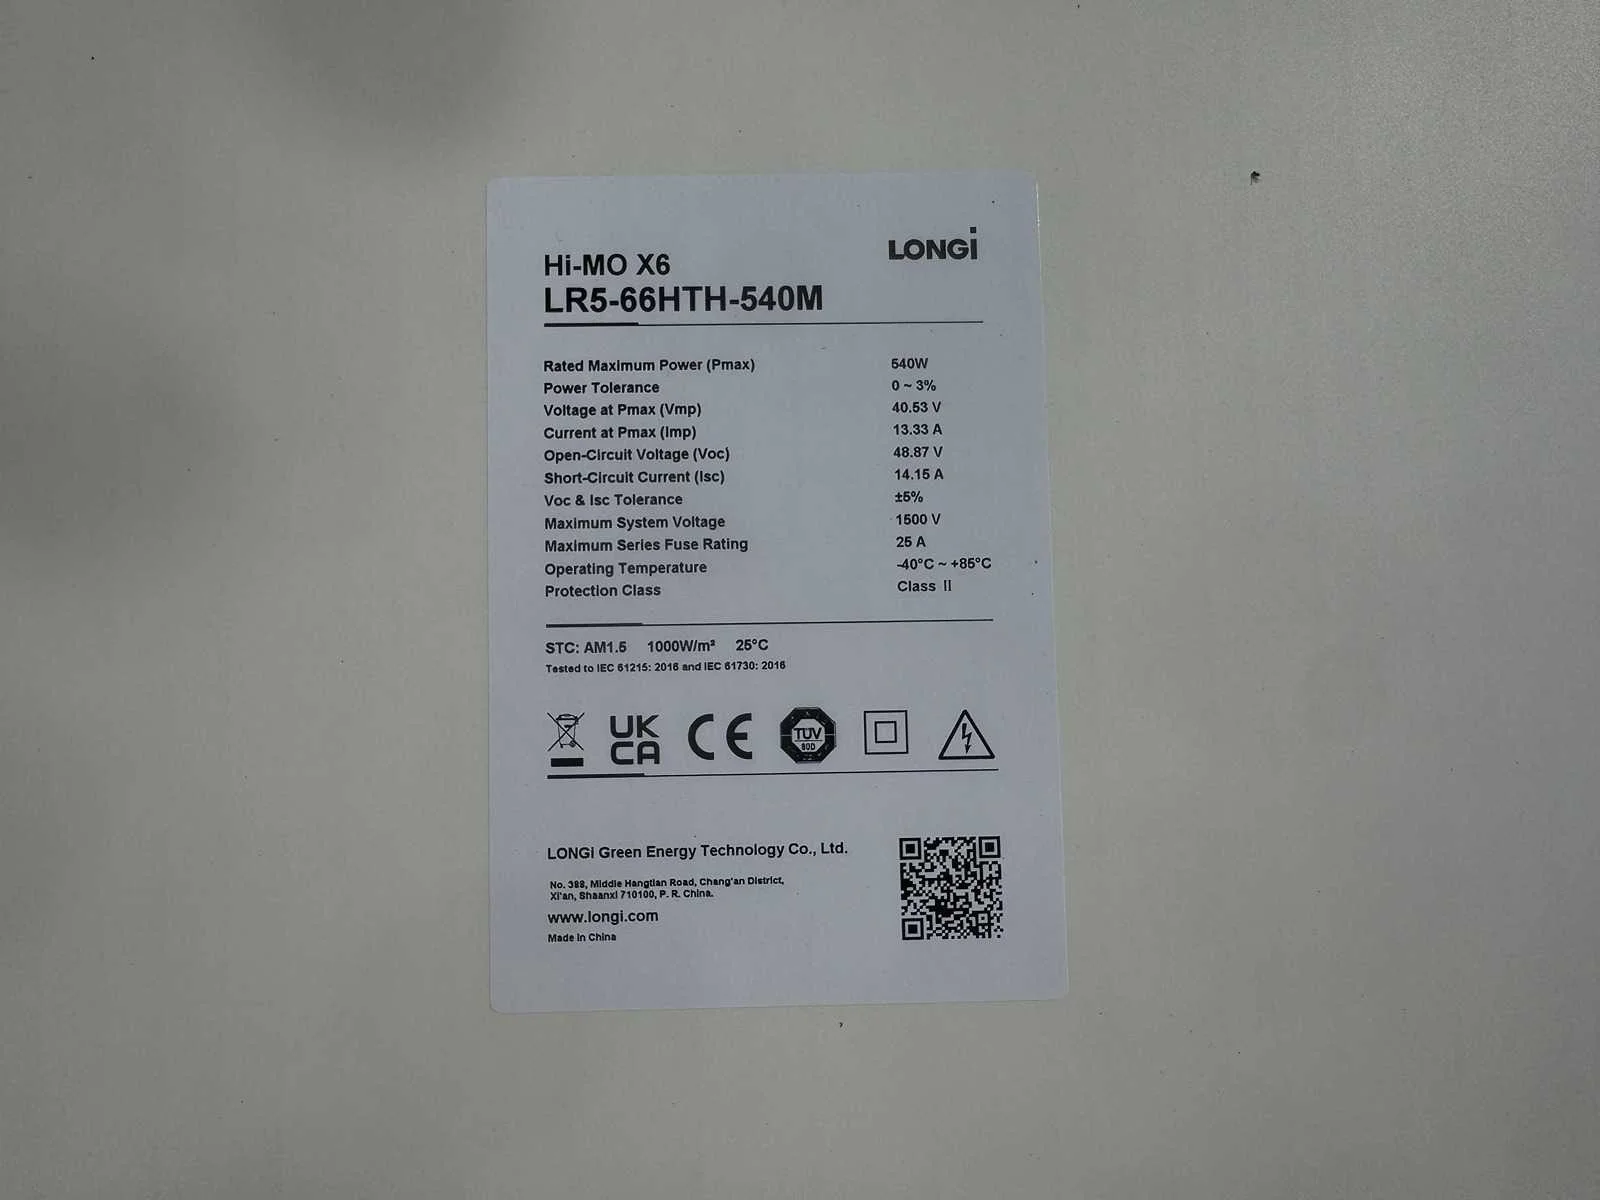 LONGi
Hi-MO X6
LR5-66HTH-540M
Rated Maximum Power (Pmax) 540W
Power Tolerance 0 ~ 3%
Voltage at Pmax (Vmp) 40.53 V
Current at Pmax (Imp) 13.33 A
Open-Circuit Voltage (Voc) 48.87 V
Short-Circuit Current (Isc) 14.15 A
Voc & Isc Tolerance ±5%
Maximum System Voltage 1500 V
Maximum Series Fuse Rating 25 A
Operating Temperature -40°C ~ +85°C
Protection Class Class II
STC: AM1.5 1000W/m² 25°C
Tested to IEC 61215: 2016 and IEC 61730: 2016
UK
CA
CE
TÜV
SÜD
LONGi Green Energy Technology Co., Ltd.
No. 388, Middle Hangtian Road, Chang'an District,
Xi'an, Shaanxi 710100, P. R. China.
www.longi.com
Made in China